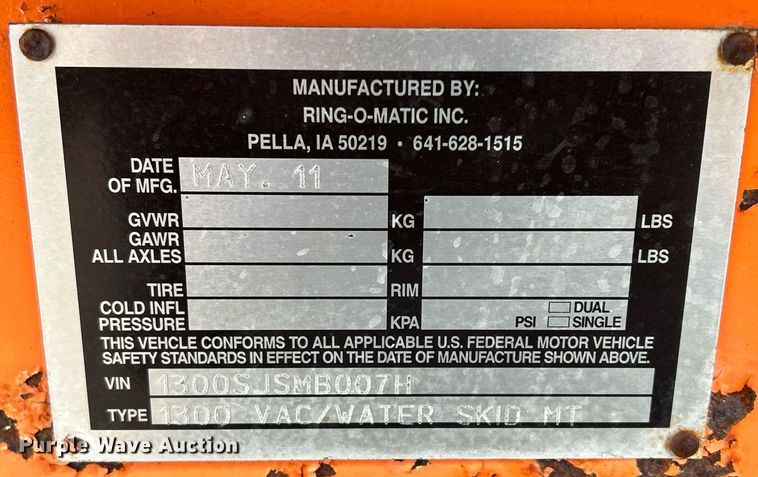 MANUFACTURED BY:
RING-O-MATIC INC.
PELLA, IA 50219 • 641-628-1515
DATE OF MFG. MAY. 11
GVWR KG LBS
GAWR ALL AXLES KG LBS
TIRE RIM
COLD INFL PRESSURE KPA PSI DUAL SINGLE
THIS VEHICLE CONFORMS TO ALL APPLICABLE U.S. FEDERAL MOTOR VEHICLE
SAFETY STANDARDS IN EFFECT ON THE DATE OF MANUFACTURE SHOWN ABOVE.
VIN 1300SJSMB007H
TYPE 1300 VAC/WATER SKID MT
Purple Wave Auction